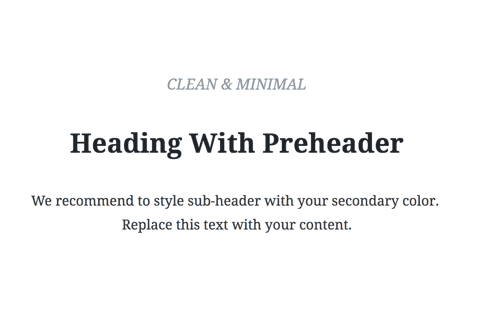 CLEAN & MINIMAL
Heading With Preheader
We recommend to style sub-header with your secondary color.
Replace this text with your content.